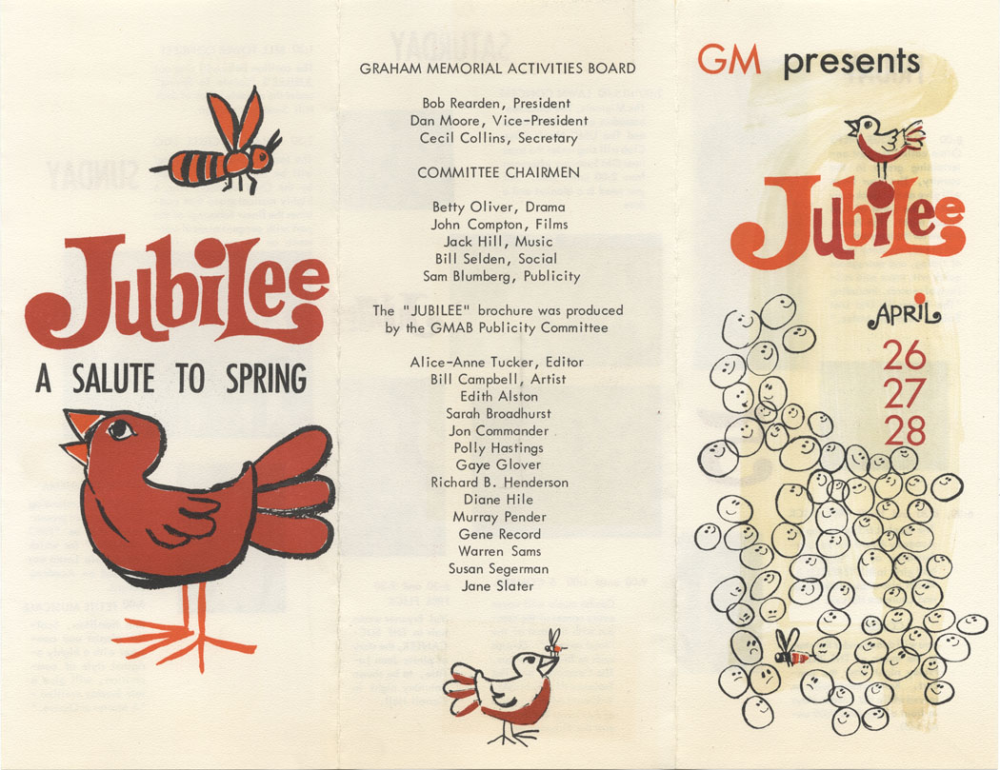 Jubilee
A SALUTE TO SPRING
GRAHAM MEMORIAL ACTIVITIES BOARD
Bob Rearden, President
Dan Moore, Vice-President
Cecil Collins, Secretary
COMMITTEE CHAIRMEN
Betty Oliver, Drama
John Compton, Films
Jack Hill, Music
Bill Selden, Social
Sam Blumberg, Publicity
The "JUBILEE" brochure was produced
by the GMAB Publicity Committee
Alice-Anne Tucker, Editor
Bill Campbell, Artist
Edith Alston
Sarah Broadhurst
Jon Commander
Polly Hastings
Gaye Glover
Richard B. Henderson
Diane Hile
Murray Pender
Gene Record
Warren Sams
Susan Segerman
Jane Slater
GM presents
Jubilee
APRIL
26
27
28